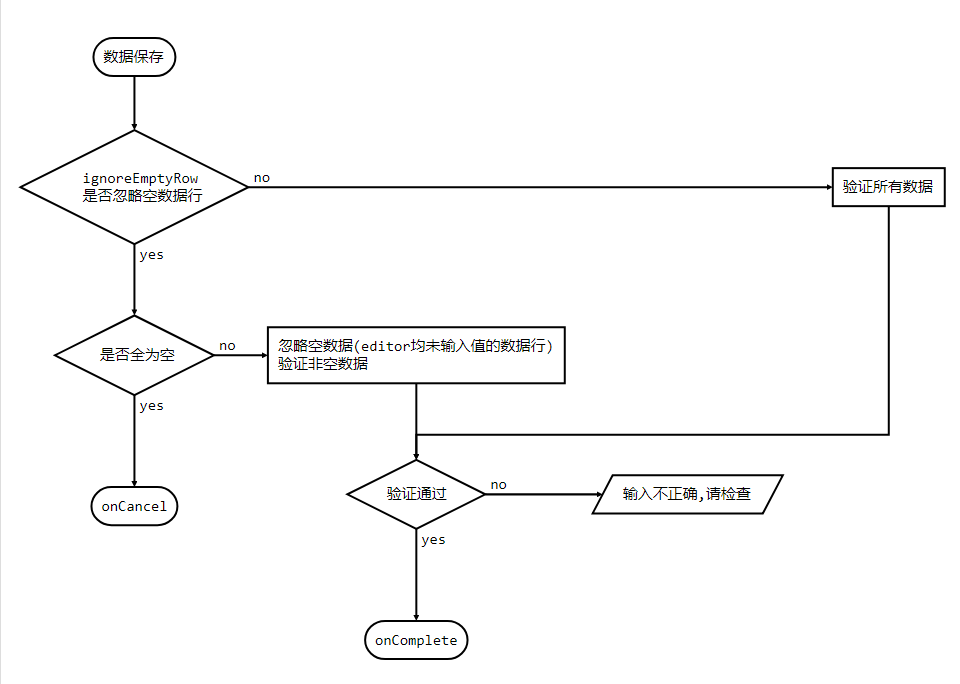 数据保存
ignoreEmptyRow
是否忽略空数据行
no
验证所有数据
yes
是否全为空
no
忽略空数据(editor均未输入值的数据行)
验证非空数据
yes
onCancel
验证通过
no
输入不正确,请检查
yes
onComplete